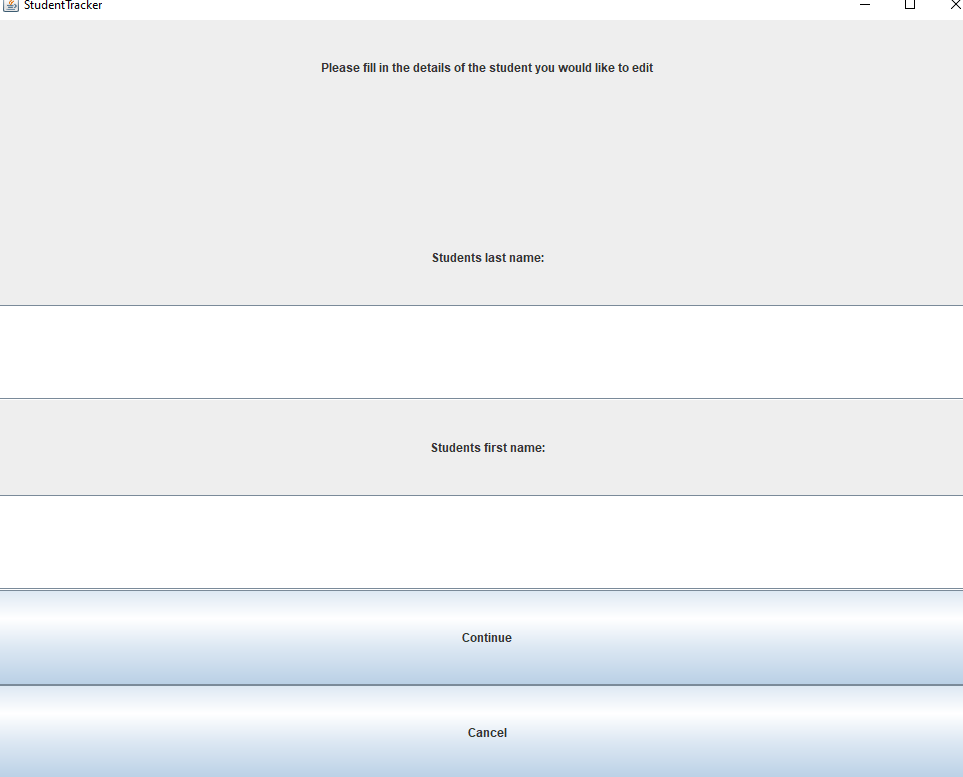 StudentTracker
Please fill in the details of the student you would like to edit
Students last name:
Students first name:
Continue
Cancel